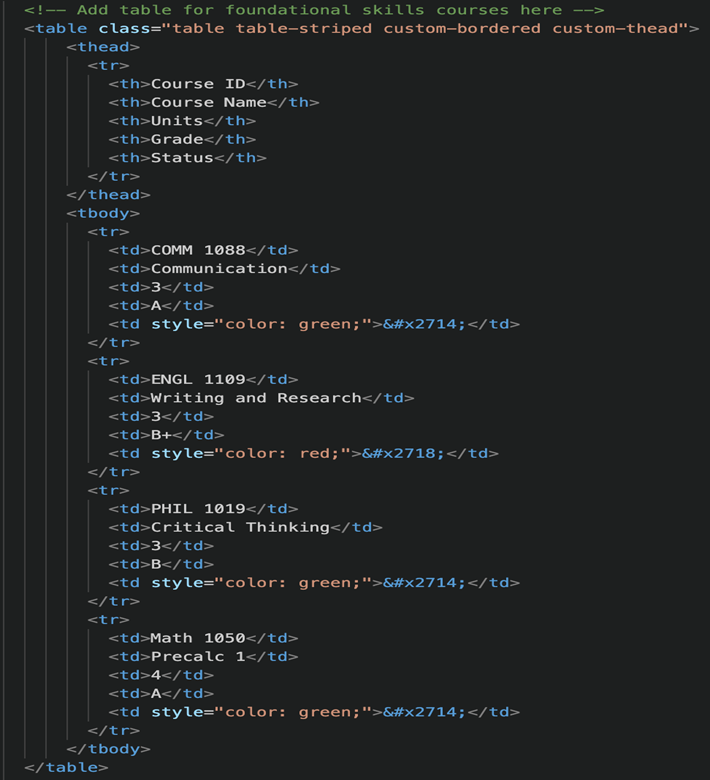 <!-- Add table for foundational skills courses here -->
<table class="table table-striped custom-bordered custom-thead">
<thead>
<tr>
<th>Course ID</th>
<th>Course Name</th>
<th>Units</th>
<th>Grade</th>
<th>Status</th>
</tr>
</thead>
<tbody>
<tr>
<td>COMM 1088</td>
<td>Communication</td>
<td>3</td>
<td>A</td>
<td style="color: green;">&#x2714;</td>
</tr>
<tr>
<td>ENGL 1109</td>
<td>Writing and Research</td>
<td>3</td>
<td>B+</td>
<td style="color: red;">&#x2718;</td>
</tr>
<tr>
<td>PHIL 1019</td>
<td>Critical Thinking</td>
<td>3</td>
<td>B</td>
<td style="color: green;">&#x2714;</td>
</tr>
<tr>
<td>Math 1050</td>
<td>Precalc 1</td>
<td>4</td>
<td>A</td>
<td style="color: green;">&#x2714;</td>
</tr>
</tbody>
</table>